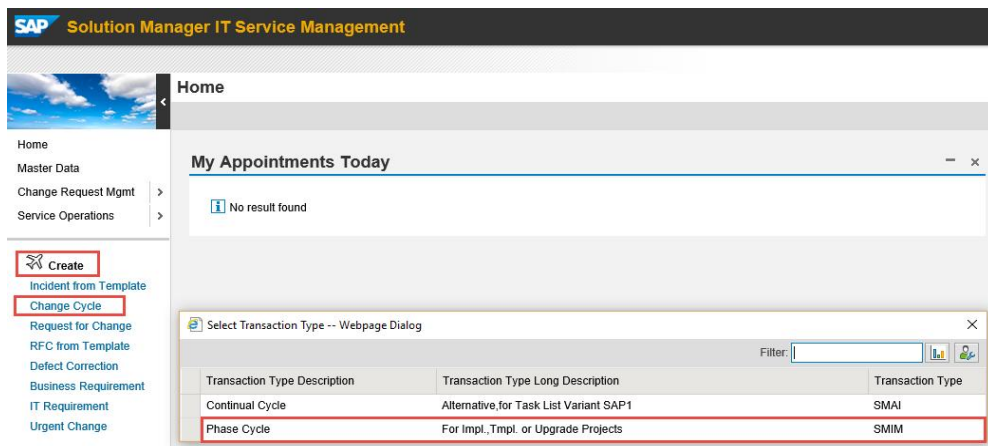 SAP Solution Manager IT Service Management
Home
Home
Master Data
Change Request Mgmt
Service Operations
My Appointments Today
No result found
Create
Incident from Template
Change Cycle
Request for Change
RFC from Template
Defect Correction
Business Requirement
IT Requirement
Urgent Change
Select Transaction Type -- Webpage Dialog
Filter:
Transaction Type Description Transaction Type Long Description Transaction Type
Continual Cycle Alternative,for Task List Variant SAP1 SMAI
Phase Cycle For Impl.,Tmpl. or Upgrade Projects SMIM